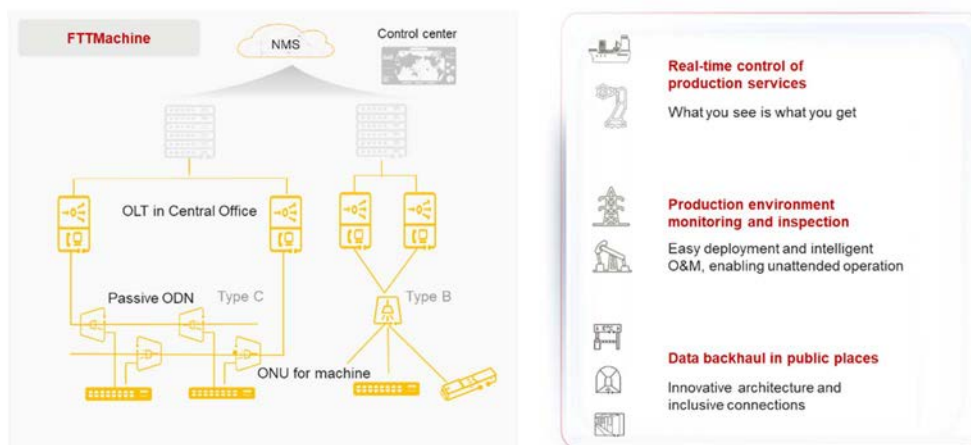 FTTMachine
NMS
Control center
OLT in Central Office
Passive ODN
Type C
Type B
ONU for machine
Real-time control of
production services
What you see is what you get
Production environment
monitoring and inspection
Easy deployment and intelligent
O&M, enabling unattended operation
Data backhaul in public places
Innovative architecture and
inclusive connections